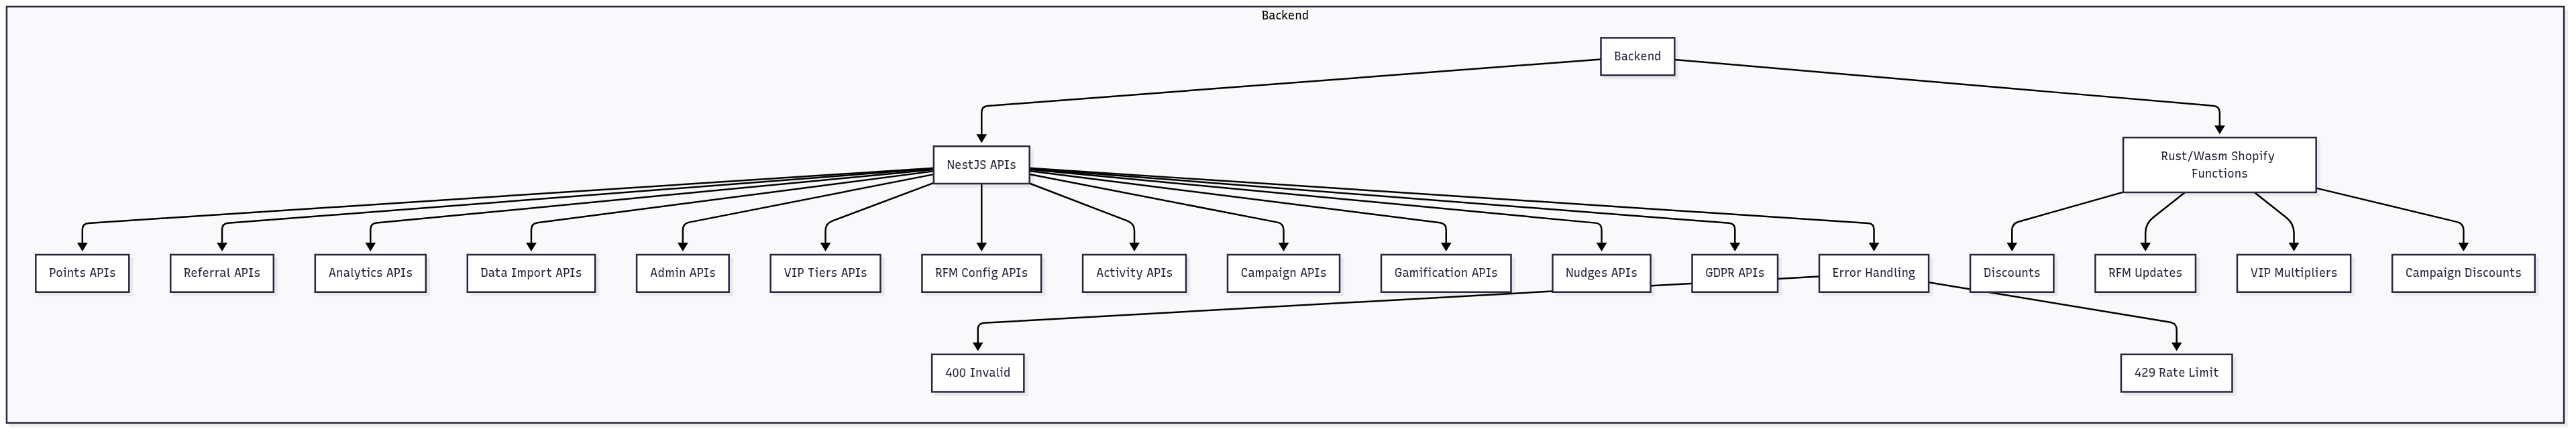 Backend
Backend
NestJS APIs
Rust/Wasm Shopify
Functions
Points APIs
Referral APIs
Analytics APIs
Data Import APIs
Admin APIs
VIP Tiers APIs
RFM Config APIs
Activity APIs
Campaign APIs
Gamification APIs
Nudges APIs
GDPR APIs
Error Handling
Discounts
RFM Updates
VIP Multipliers
Campaign Discounts
400 Invalid
429 Rate Limit